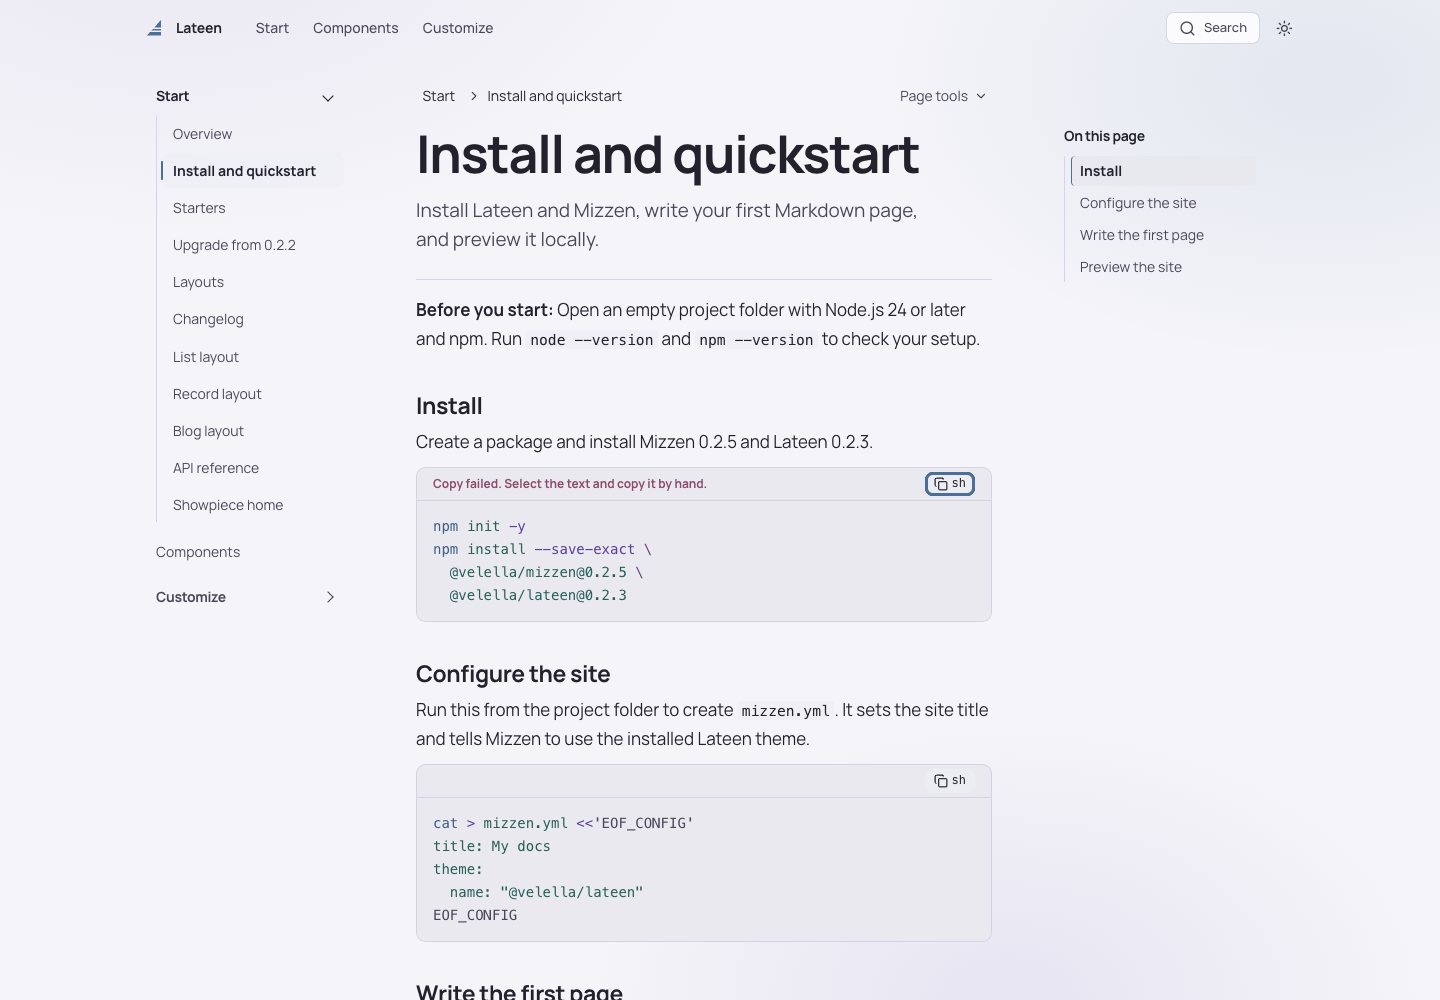 Lateen
Start
Components
Customize
Search
Start
Overview
Install and quickstart
Starters
Upgrade from 0.2.2
Layouts
Changelog
List layout
Record layout
Blog layout
API reference
Showpiece home
Components
Customize
Start
Install and quickstart
Page tools
Install and quickstart
Install Lateen and Mizzen, write your first Markdown page,
and preview it locally.
Before you start: Open an empty project folder with Node.js 24 or later
and npm. Run node --version and npm --version to check your setup.
Install
Create a package and install Mizzen 0.2.5 and Lateen 0.2.3.
Copy failed. Select the text and copy it by hand.
sh
npm init -y
npm install --save-exact \
  @velella/mizzen@0.2.5 \
  @velella/lateen@0.2.3
Configure the site
Run this from the project folder to create mizzen.yml. It sets the site title
and tells Mizzen to use the installed Lateen theme.
sh
cat > mizzen.yml <<'EOF_CONFIG'
title: My docs
theme:
  name: "@velella/lateen"
EOF_CONFIG
Write the first page
On this page
Install
Configure the site
Write the first page
Preview the site